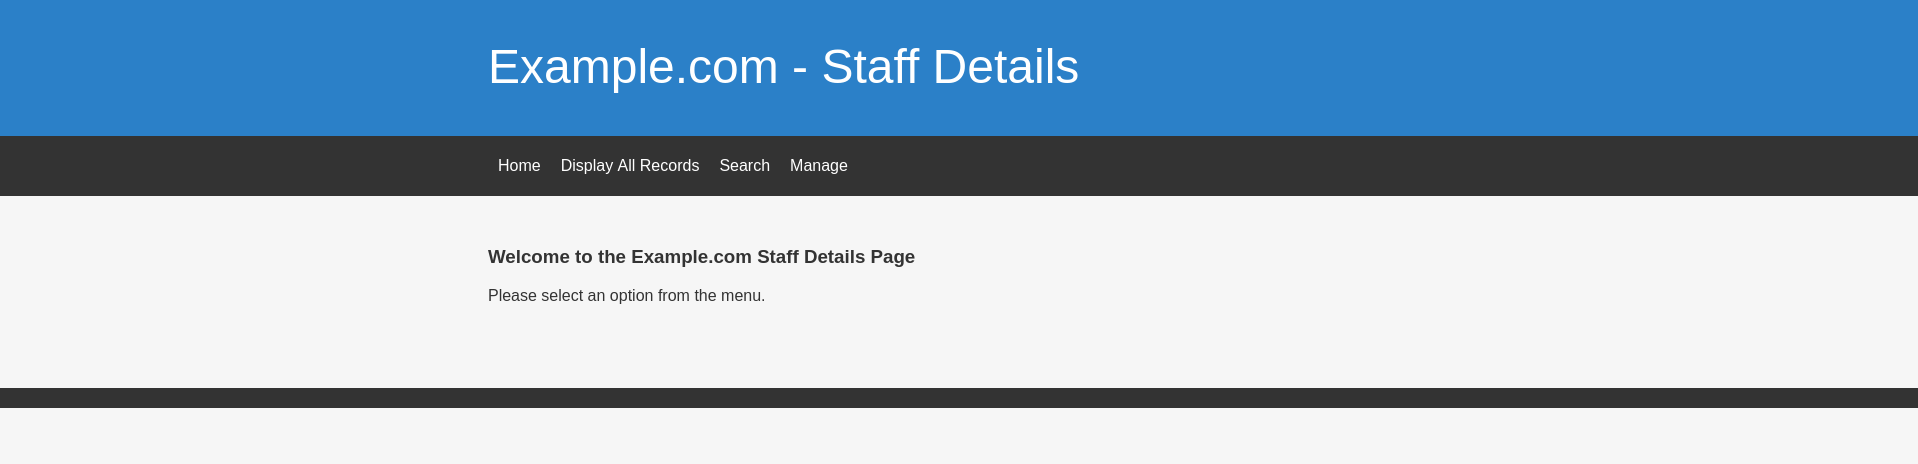 Example.com - Staff Details
Home Display All Records Search Manage
Welcome to the Example.com Staff Details Page
Please select an option from the menu.